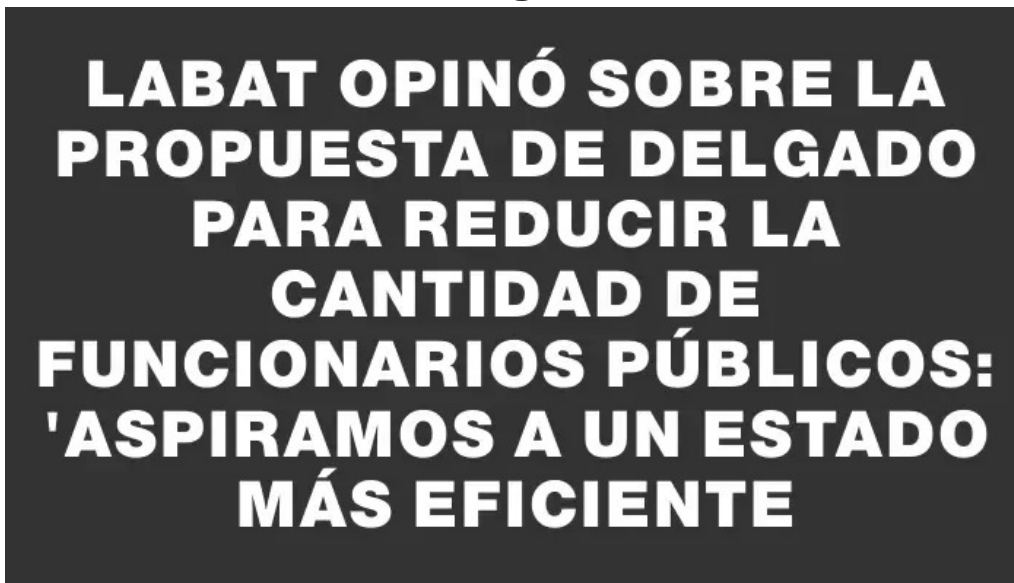 LABAT OPINÓ SOBRE LA
PROPUESTA DE DELGADO
PARA REDUCIR LA
CANTIDAD DE
FUNCIONARIOS PÚBLICOS:
'ASPIRAMOS A UN ESTADO
MÁS EFICIENTE